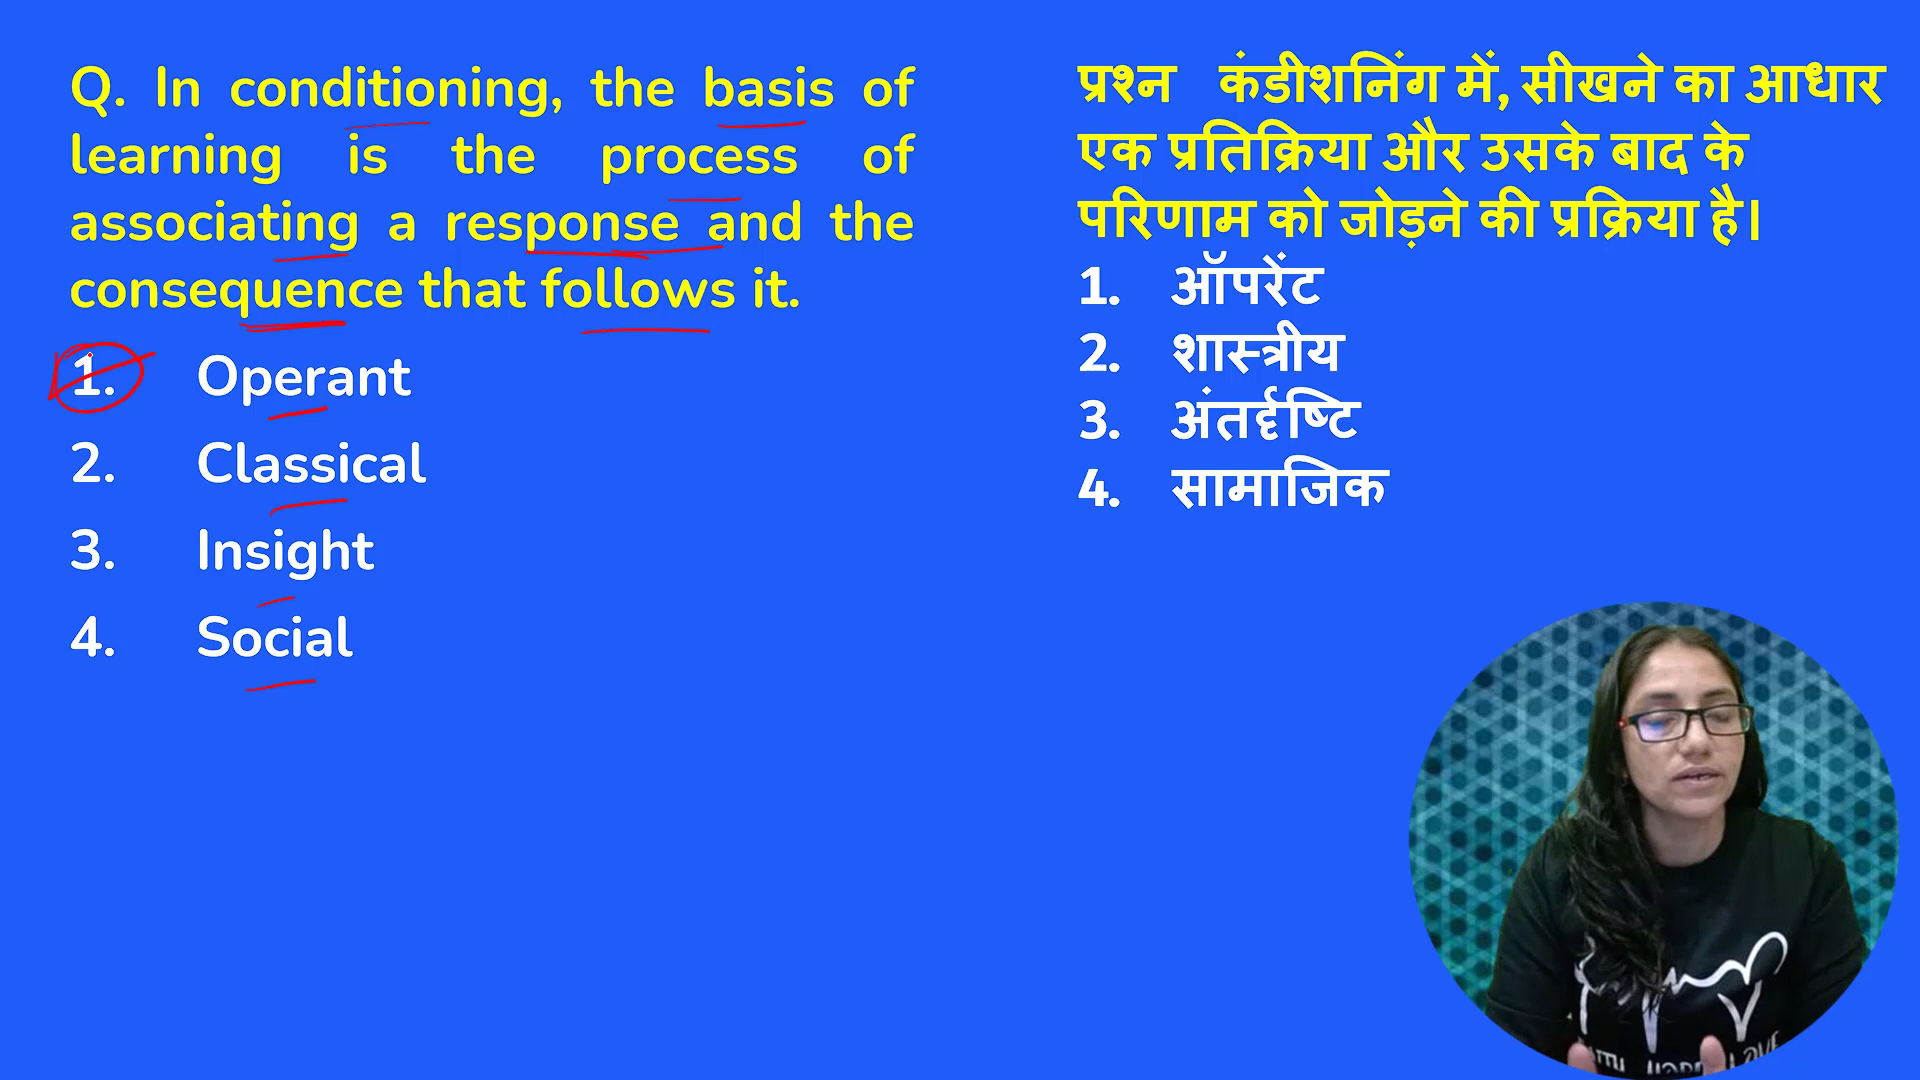 Q. In conditioning, the basis of
learning is the process of
associating a response and the
consequence that follows it.
1. Operant
2. Classical
3. Insight
4. Social
प्रश्न कंडीशनिंग में, सीखने का आधार
एक प्रतिक्रिया और उसके बाद के
परिणाम को जोड़ने की प्रक्रिया है।
1. ऑपरेंट
2. शास्त्रीय
3. अंतर्दृष्टि
4. सामाजिक